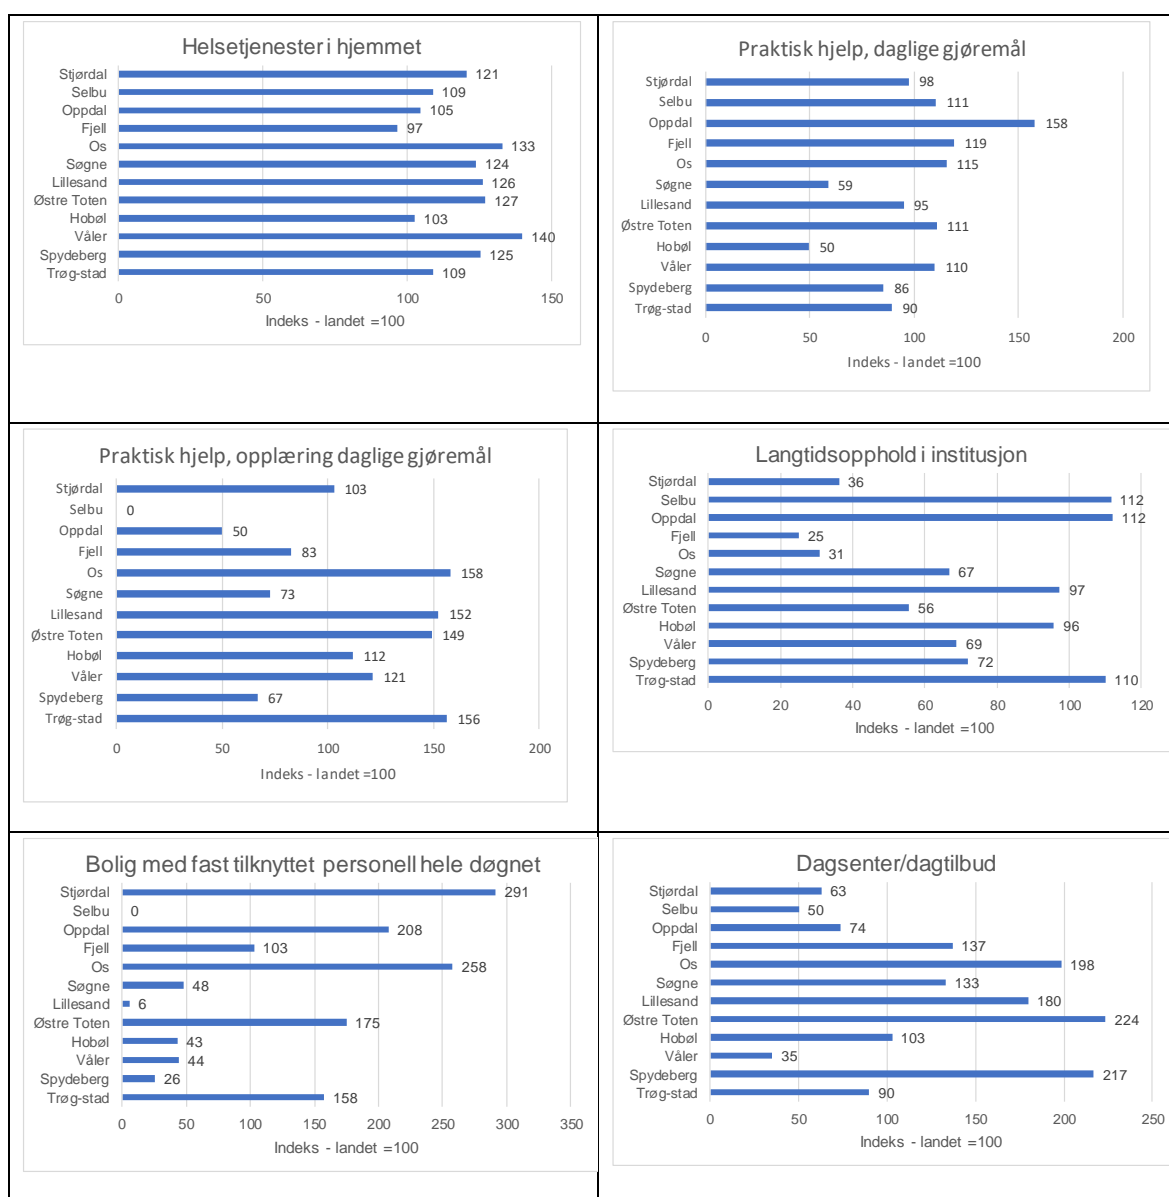 Helsetjenester i hjemmet
Stjørdal 121
Selbu 109
Oppdal 105
Fjell 97
Os 133
Søgne 124
Lillesand 126
Østre Toten 127
Hobøl 103
Våler 140
Spydeberg 125
Trøg-stad 109
0 50 100 150
Indeks - landet =100
Praktisk hjelp, daglige gjøremål
Stjørdal 98
Selbu 111
Oppdal 158
Fjell 119
Os 115
Søgne 59
Lillesand 95
Østre Toten 111
Hobøl 50
Våler 110
Spydeberg 86
Trøg-stad 90
0 50 100 150 200
Indeks - landet =100
Praktisk hjelp, opplæring daglige gjøremål
Stjørdal 103
Selbu 0
Oppdal 50
Fjell 83
Os 158
Søgne 73
Lillesand 152
Østre Toten 149
Hobøl 112
Våler 121
Spydeberg 67
Trøg-stad 156
0 50 100 150 200
Indeks - landet =100
Langtidsopphold i institusjon
Stjørdal 36
Selbu 112
Oppdal 112
Fjell 25
Os 31
Søgne 67
Lillesand 97
Østre Toten 56
Hobøl 96
Våler 69
Spydeberg 72
Trøg-stad 110
0 20 40 60 80 100 120
Indeks - landet =100
Bolig med fast tilknyttet personell hele døgnet
Stjørdal 291
Selbu 0
Oppdal 208
Fjell 103
Os 258
Søgne 48
Lillesand 6
Østre Toten 175
Hobøl 43
Våler 44
Spydeberg 26
Trøg-stad 158
0 50 100 150 200 250 300 350
Indeks - landet =100
Dagsenter/dagtilbud
Stjørdal 63
Selbu 50
Oppdal 74
Fjell 137
Os 198
Søgne 133
Lillesand 180
Østre Toten 224
Hobøl 103
Våler 35
Spydeberg 217
Trøg-stad 90
0 50 100 150 200 250
Indeks - landet =100